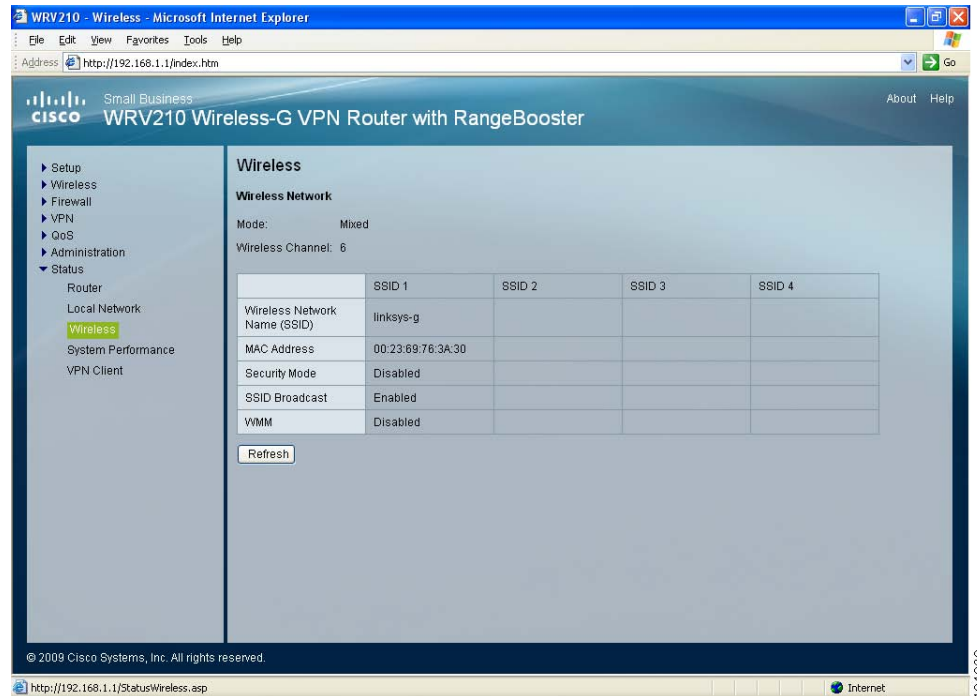 WRV210 - Wireless - Microsoft Internet Explorer
File Edit View Favorites Tools Help
Address http://192.168.1.1/index.htm Go
CISCO
Small Business
WRV210 Wireless-G VPN Router with RangeBooster
About Help
Setup
Wireless
Firewall
VPN
QoS
Administration
Status
Router
Local Network
Wireless
System Performance
VPN Client
Wireless
Wireless Network
Mode: Mixed
Wireless Channel: 6
SSID 1 SSID 2 SSID 3 SSID 4
Wireless Network Name (SSID) linksys-g
MAC Address 00:23:69:76:3A:30
Security Mode Disabled
SSID Broadcast Enabled
WMM Disabled
Refresh
© 2009 Cisco Systems, Inc. All rights reserved.
http://192.168.1.1/StatusWireless.asp Internet